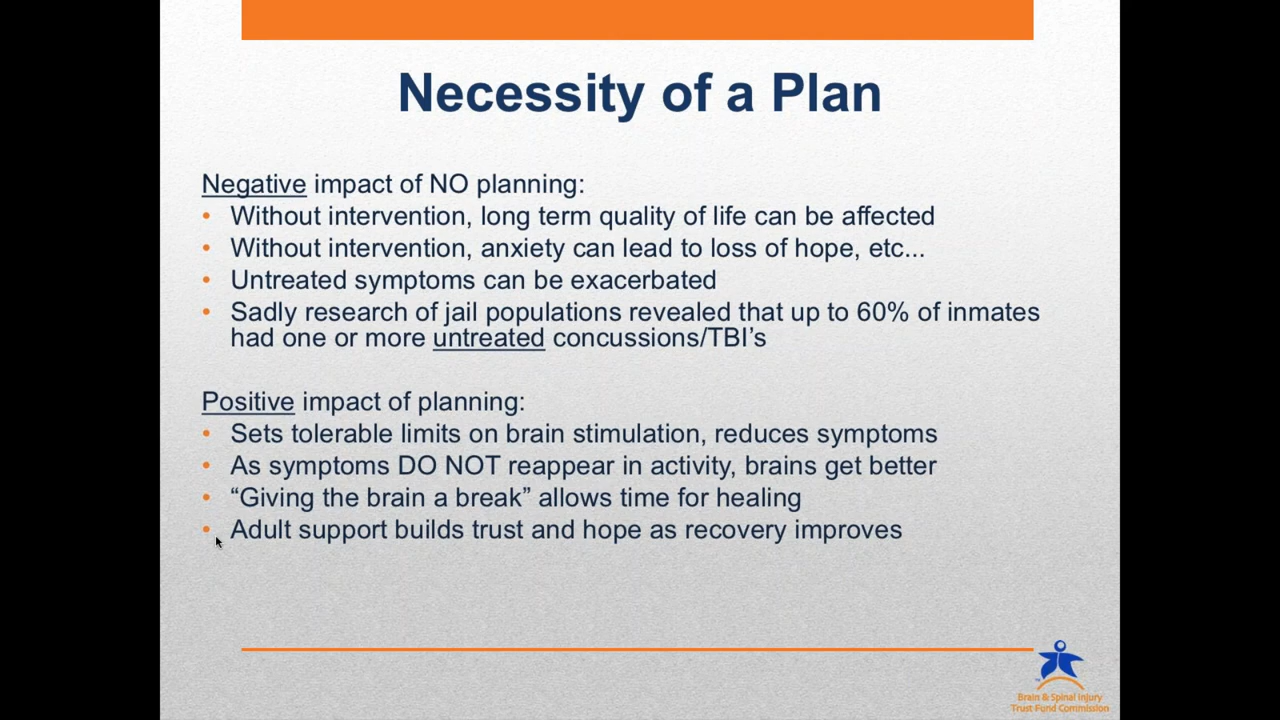 Necessity of a Plan
Negative impact of NO planning:
• Without intervention, long term quality of life can be affected
• Without intervention, anxiety can lead to loss of hope, etc...
• Untreated symptoms can be exacerbated
• Sadly research of jail populations revealed that up to 60% of inmates
had one or more untreated concussions/TBI’s
Positive impact of planning:
• Sets tolerable limits on brain stimulation, reduces symptoms
• As symptoms DO NOT reappear in activity, brains get better
• “Giving the brain a break” allows time for healing
• Adult support builds trust and hope as recovery improves
Brain & Spinal Injury
Trust Fund Commission